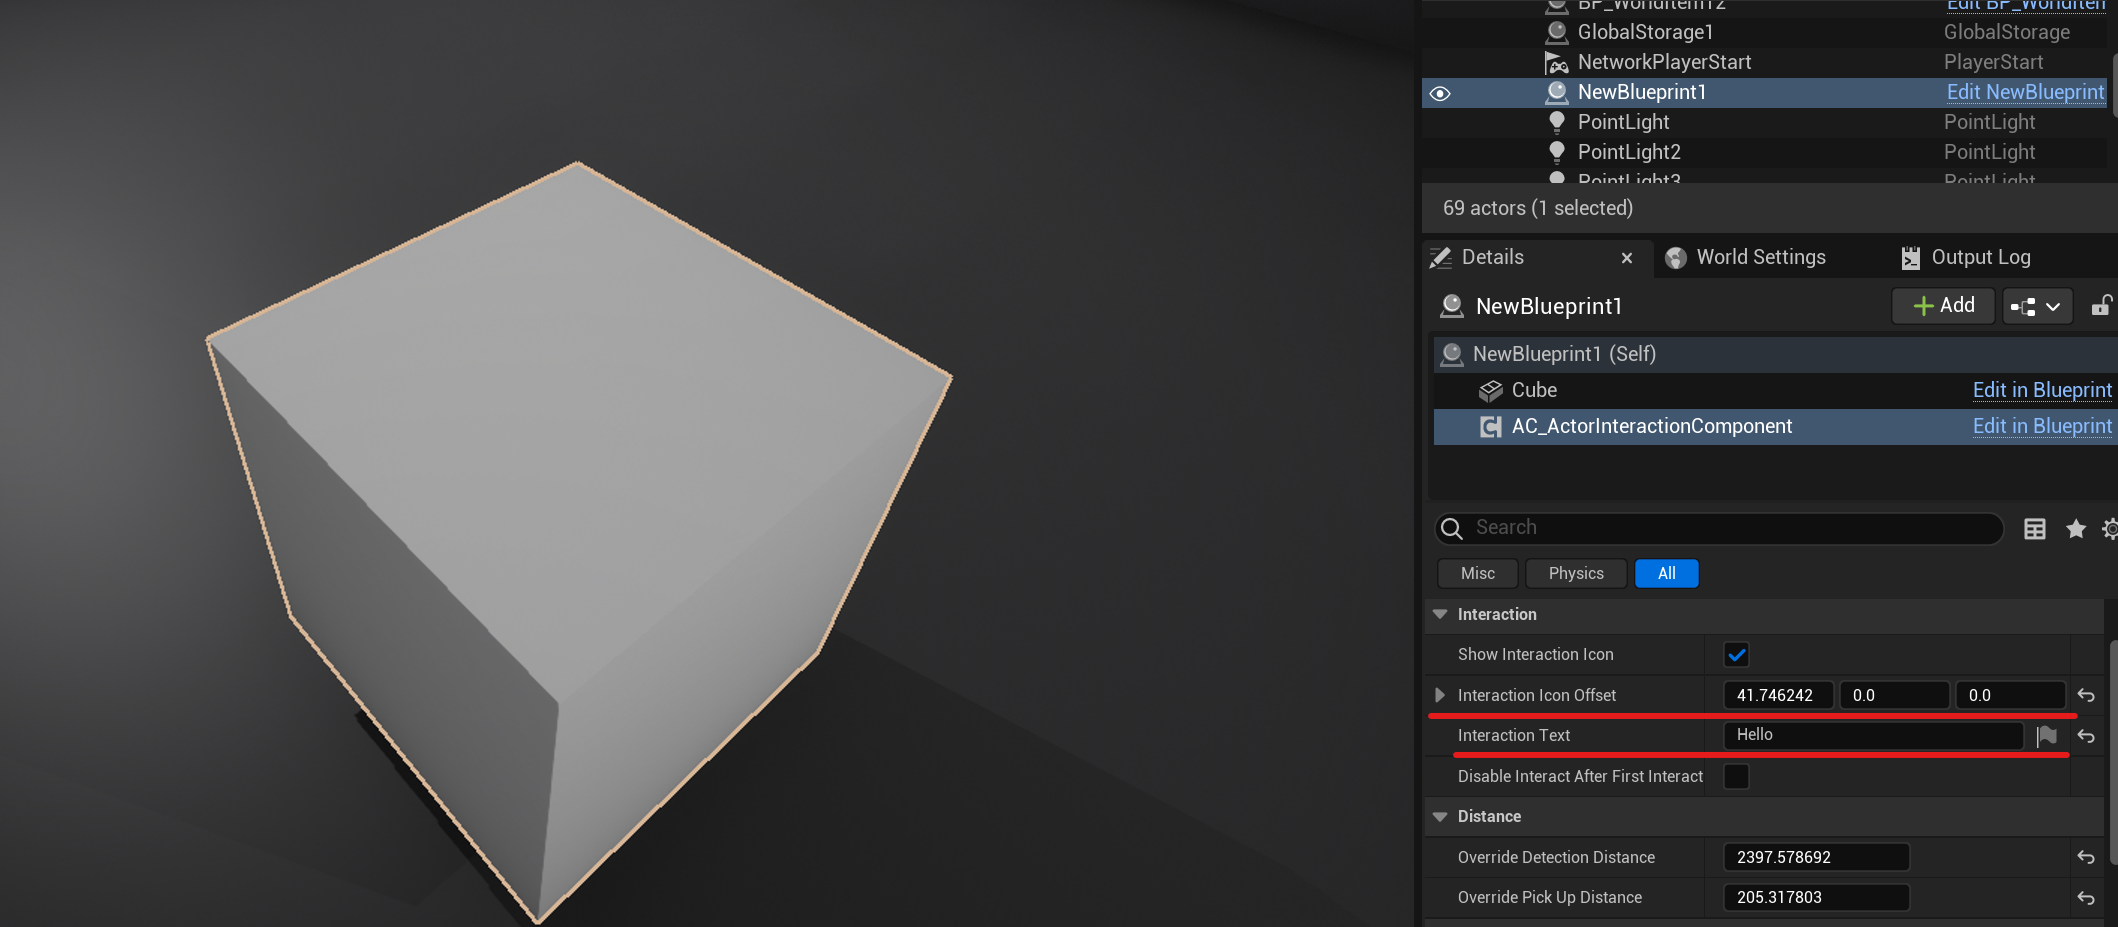 BP_WorldItem12 Edit BP_WorldIten
GlobalStorage1 GlobalStorage
NetworkPlayerStart PlayerStart
NewBlueprint1 Edit NewBlueprint
PointLight PointLight
PointLight2 PointLight
PointLight3 PointLight
69 actors (1 selected)
Details World Settings Output Log
NewBlueprint1 Add
NewBlueprint1 (Self)
Cube Edit in Blueprint
AC_ActorInteractionComponent Edit in Blueprint
Search
Misc Physics All
Interaction
Show Interaction Icon
Interaction Icon Offset 41.746242 0.0 0.0
Interaction Text Hello
Disable Interact After First Interact
Distance
Override Detection Distance 2397.578692
Override Pick Up Distance 205.317803